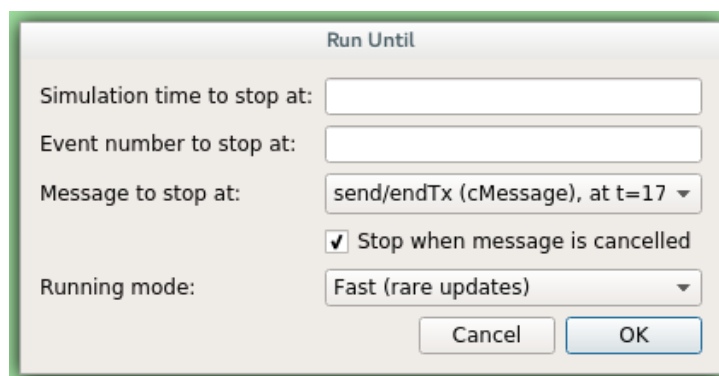 Run Until
Simulation time to stop at:
Event number to stop at:
Message to stop at: send/endTx (cMessage), at t=17
Stop when message is cancelled
Running mode: Fast (rare updates)
Cancel OK